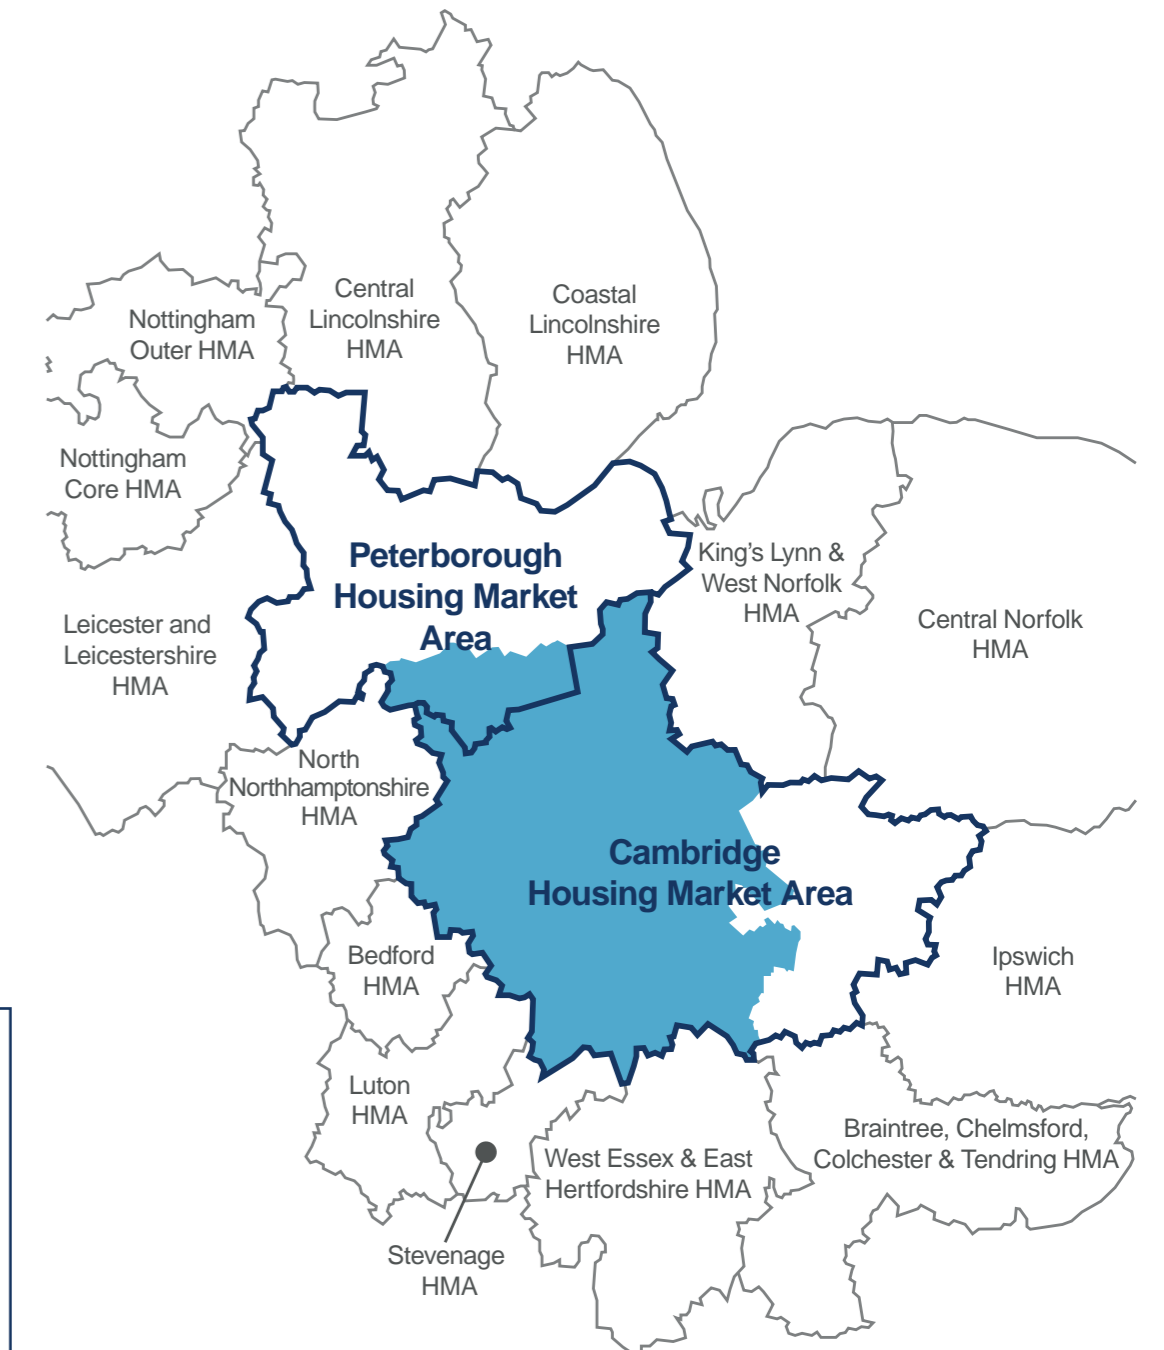 Central
Lincolnshire
HMA
Coastal
Lincolnshire
HMA
Nottingham
Outer HMA
Nottingham
Core HMA
Peterborough
Housing Market
Area
King’s Lynn &
West Norfolk
HMA
Central Norfolk
HMA
Leicester and
Leicestershire
HMA
North
Northhamptonshire
HMA
Cambridge
Housing Market Area
Bedford
HMA
Ipswich
HMA
Luton
HMA
Braintree, Chelmsford,
Colchester & Tendring HMA
West Essex & East
Hertfordshire HMA
Stevenage
HMA